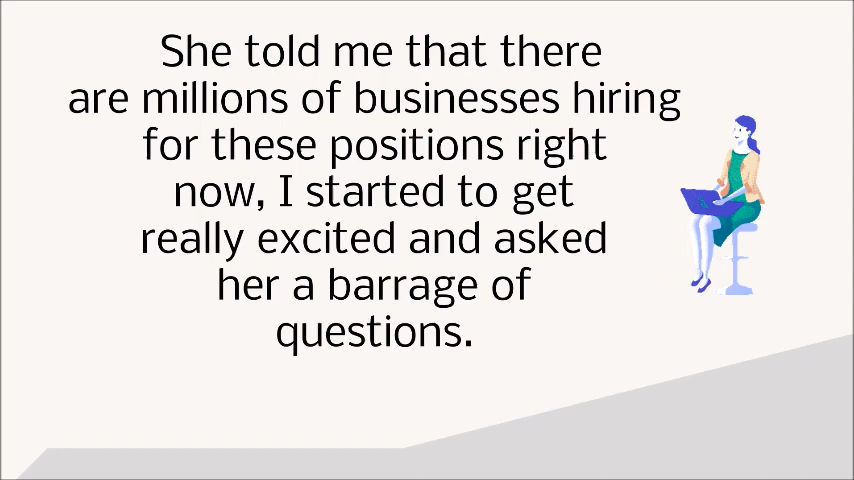 She told me that there
are millions of businesses hiring
for these positions right
now, I started to get
really excited and asked
her a barrage of
questions.